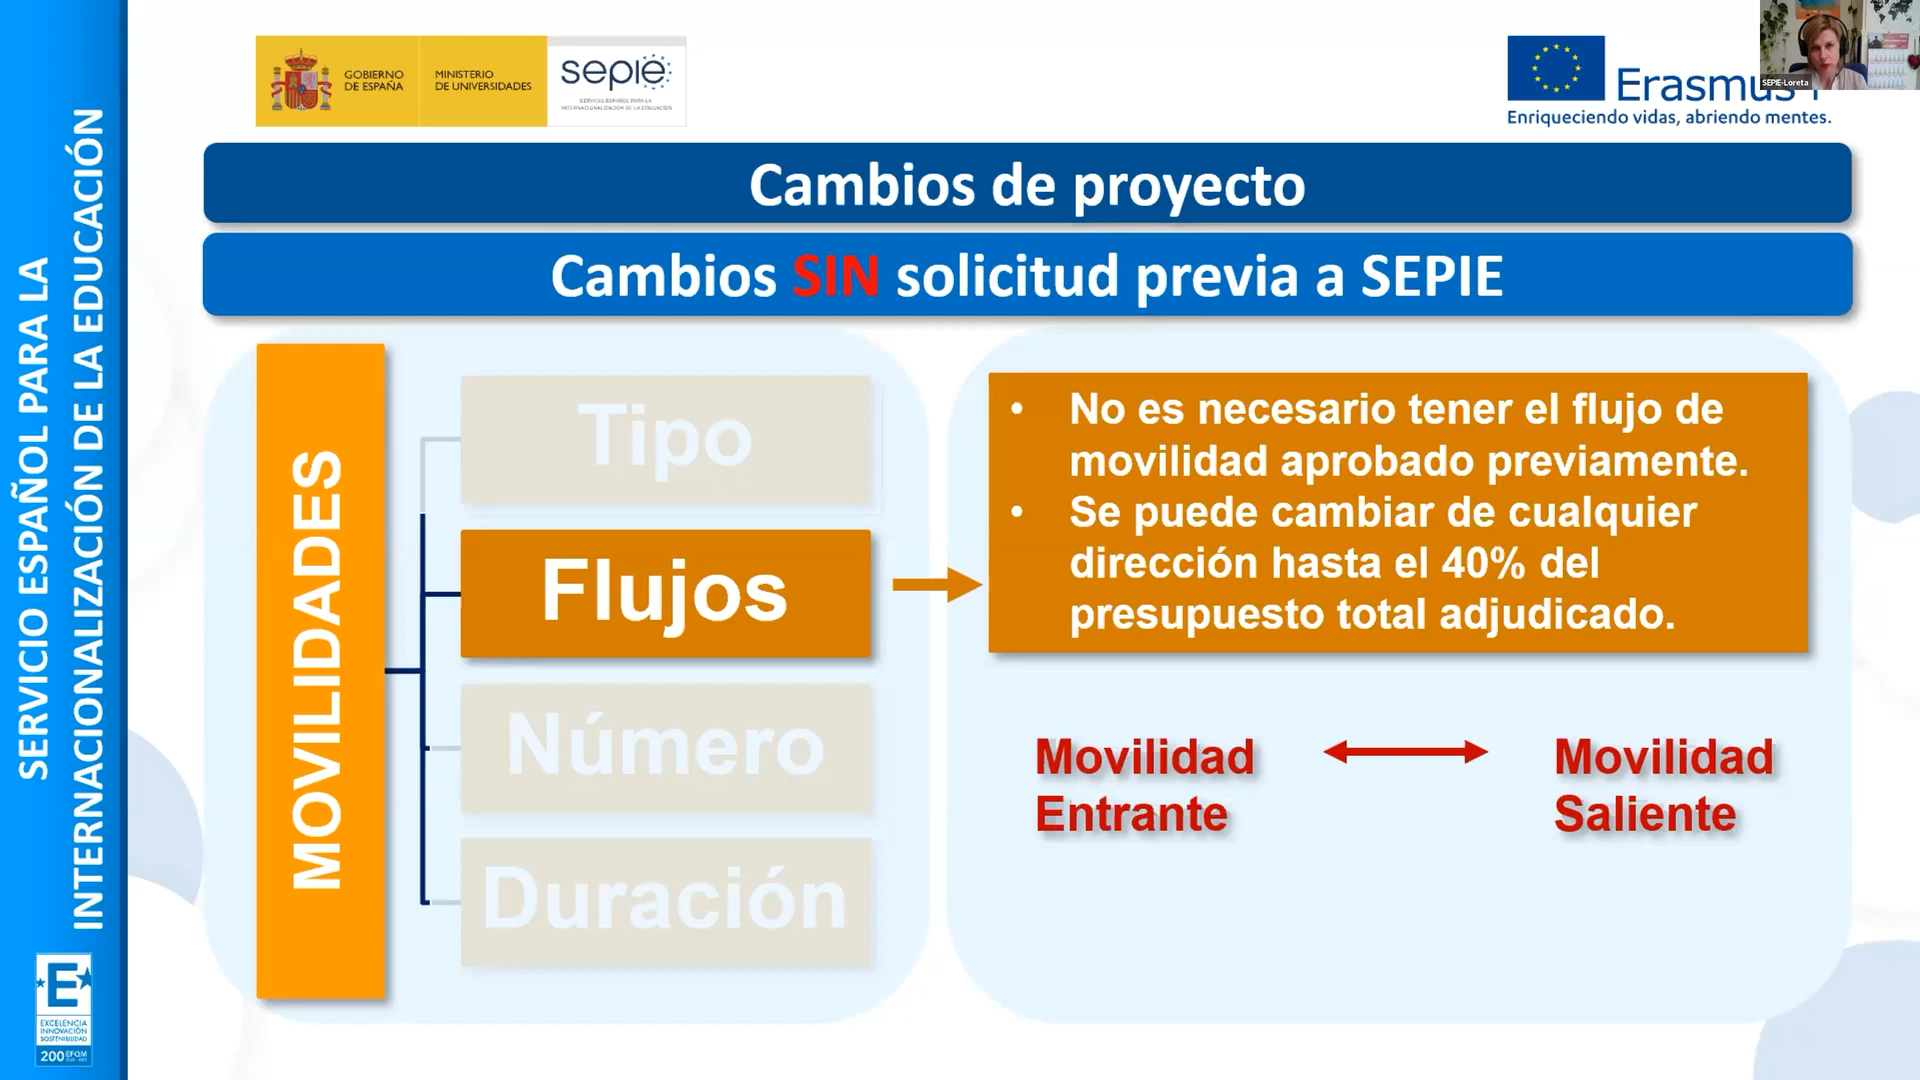 SERVICIO ESPAÑOL PARA LA
INTERNACIONALIZACIÓN DE LA EDUCACIÓN
GOBIERNO
DE ESPAÑA
MINISTERIO
DE UNIVERSIDADES
sepie
SERVICIO ESPAÑOL PARA LA
INTERNACIONALIZACIÓN DE LA EDUCACIÓN
Erasmus+
Enriqueciendo vidas, abriendo mentes.
SEPIE-Loreta
Cambios de proyecto
Cambios SIN solicitud previa a SEPIE
MOVILIDADES
Tipo
Flujos
Número
Duración
• No es necesario tener el flujo de
movilidad aprobado previamente.
• Se puede cambiar de cualquier
dirección hasta el 40% del
presupuesto total adjudicado.
Movilidad
Entrante
Movilidad
Saliente
E
EXCELENCIA
INNOVACIÓN
SOSTENIBILIDAD
200 EFQM